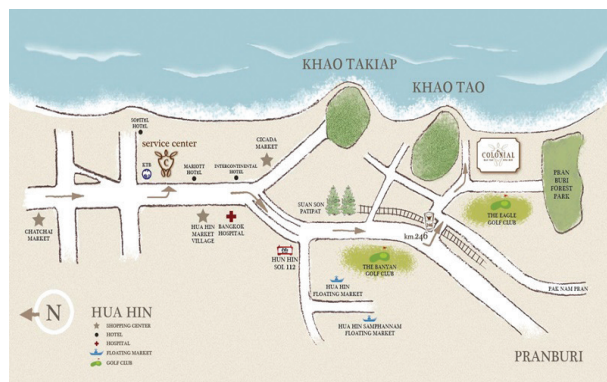 KHAO TAKIAP
KHAO TAO
SOFITEL
HOTEL
service center
KTB
MARIOTT
HOTEL
INTERCONTINENTAL
HOTEL
CICADA
MARKET
COLONIAL
PRAN
BURI
FOREST
PARK
SUAN SON
PATIPAT
THE EAGLE
GOLF CLUB
CHATCHAI
MARKET
HUA HIN
MARKET
VILLAGE
BANGKOK
HOSPITAL
HUN HIN
SOI 112
km.246
THE BANYAN
GOLF CLUB
HUA HIN
FLOATING MARKET
PAK NAM PRAN
HUA HIN SAMPHANNAM
FLOATING MARKET
N
HUA HIN
SHOPPING CENTER
HOTEL
HOSPITAL
FLOATING MARKET
GOLF CLUB
PRANBURI